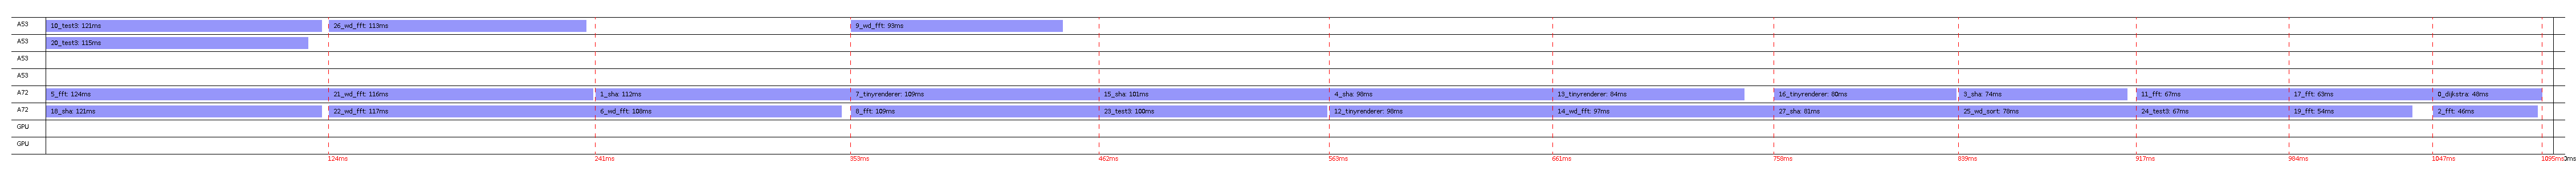 A53 10_test3: 121ms 26_wd_fft: 113ms 9_wd_fft: 93ms
A53 20_test3: 115ms
A53
A53
A72 5_fft: 124ms 21_wd_fft: 116ms 1_sha: 112ms 7_tinyrenderer: 109ms 15_sha: 101ms 4_sha: 98ms 13_tinyrenderer: 84ms 16_tinyrenderer: 80ms 3_sha: 74ms 11_fft: 67ms 17_fft: 63ms 0_dijkstra: 48ms
A72 18_sha: 121ms 22_wd_fft: 117ms 6_wd_fft: 108ms 8_fft: 109ms 23_test3: 100ms 12_tinyrenderer: 98ms 14_wd_fft: 97ms 27_sha: 81ms 25_wd_sort: 78ms 24_test3: 67ms 19_fft: 54ms 2_fft: 46ms
GPU
GPU
124ms 241ms 353ms 462ms 563ms 661ms 758ms 839ms 917ms 984ms 1047ms 1095ms